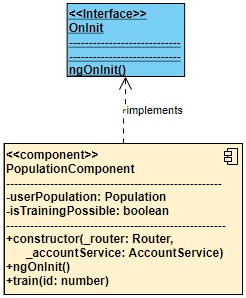 <<Interface>>
OnInit
------------------------------
------------------------------
ngOnInit()
implements
<<component>>
PopulationComponent
------------------------------------------------
-userPopulation: Population
-isTrainingPossible: boolean
------------------------------------------------
+constructor(_router: Router,
_accountService: AccountService)
+ngOnInit()
+train(id: number)